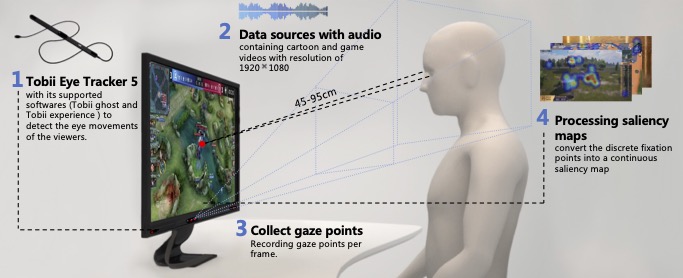 1 Tobii Eye Tracker 5
with its supported
softwares (Tobii ghost and
Tobii experience ) to
detect the eye movements
of the viewers.
2 Data sources with audio
containing cartoon and game
videos with resolution of
1920×1080
45-95cm
3 Collect gaze points
Recording gaze points per
frame.
4 Processing saliency
maps
convert the discrete fixation
points into a continuous
saliency map